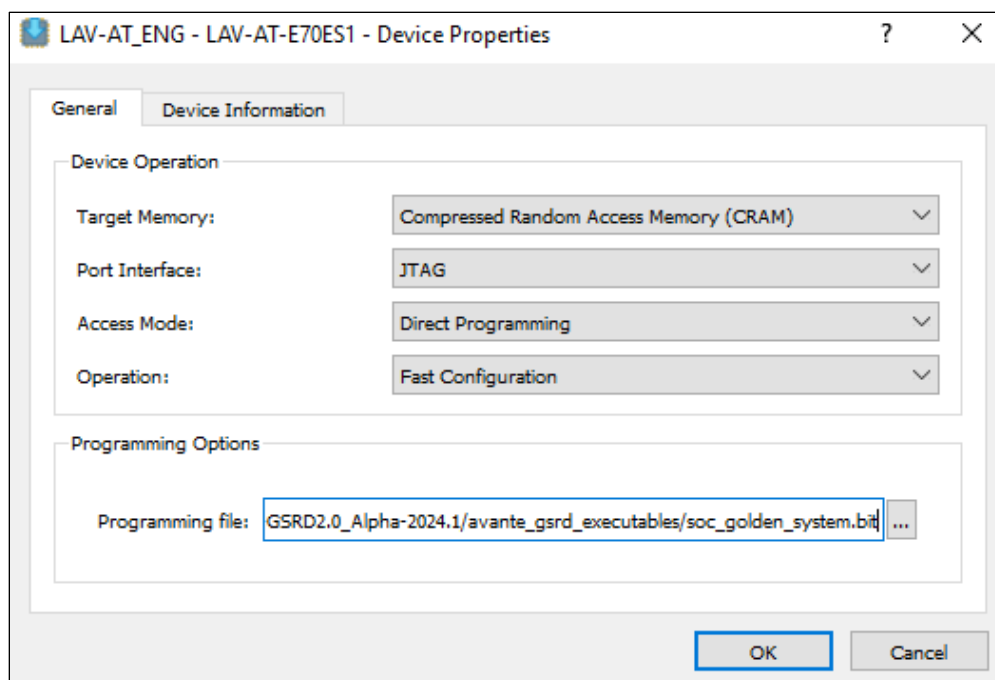 LAV-AT_ENG - LAV-AT-E70ES1 - Device Properties ? X
General Device Information
Device Operation
Target Memory: Compressed Random Access Memory (CRAM)
Port Interface: JTAG
Access Mode: Direct Programming
Operation: Fast Configuration
Programming Options
Programming file: GSRD2.0_Alpha-2024.1/avante_gsrd_executables/soc_golden_system.bit ...
OK Cancel